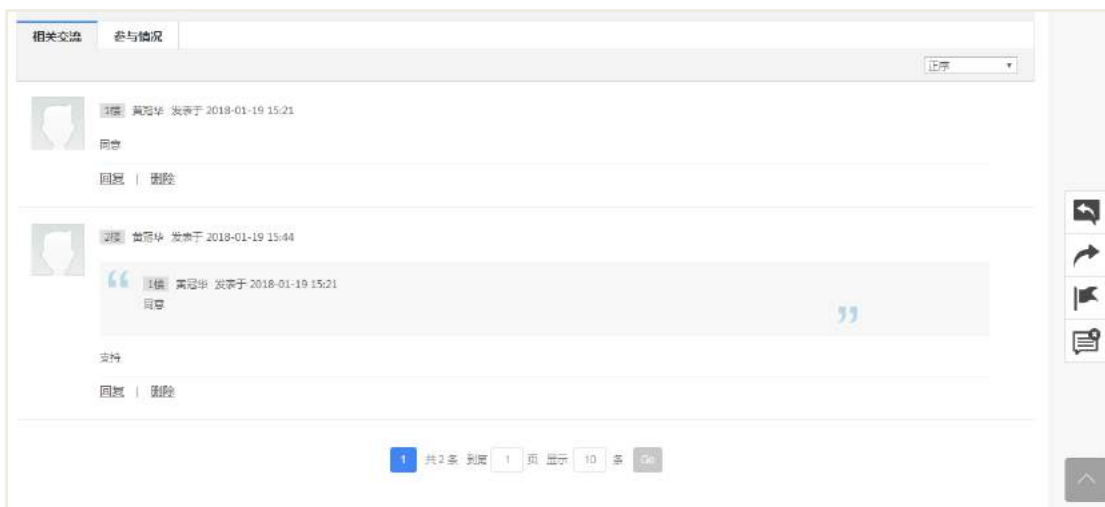 相关交流 参与情况
正序
1楼 黄冠华 发表于 2018-01-19 15:21
同意
回复 | 删除
2楼 黄冠华 发表于 2018-01-19 15:44
1楼 黄冠华 发表于 2018-01-19 15:21
同意
支持
回复 | 删除
1 共2条 到第 1 页 显示 10 条 Go